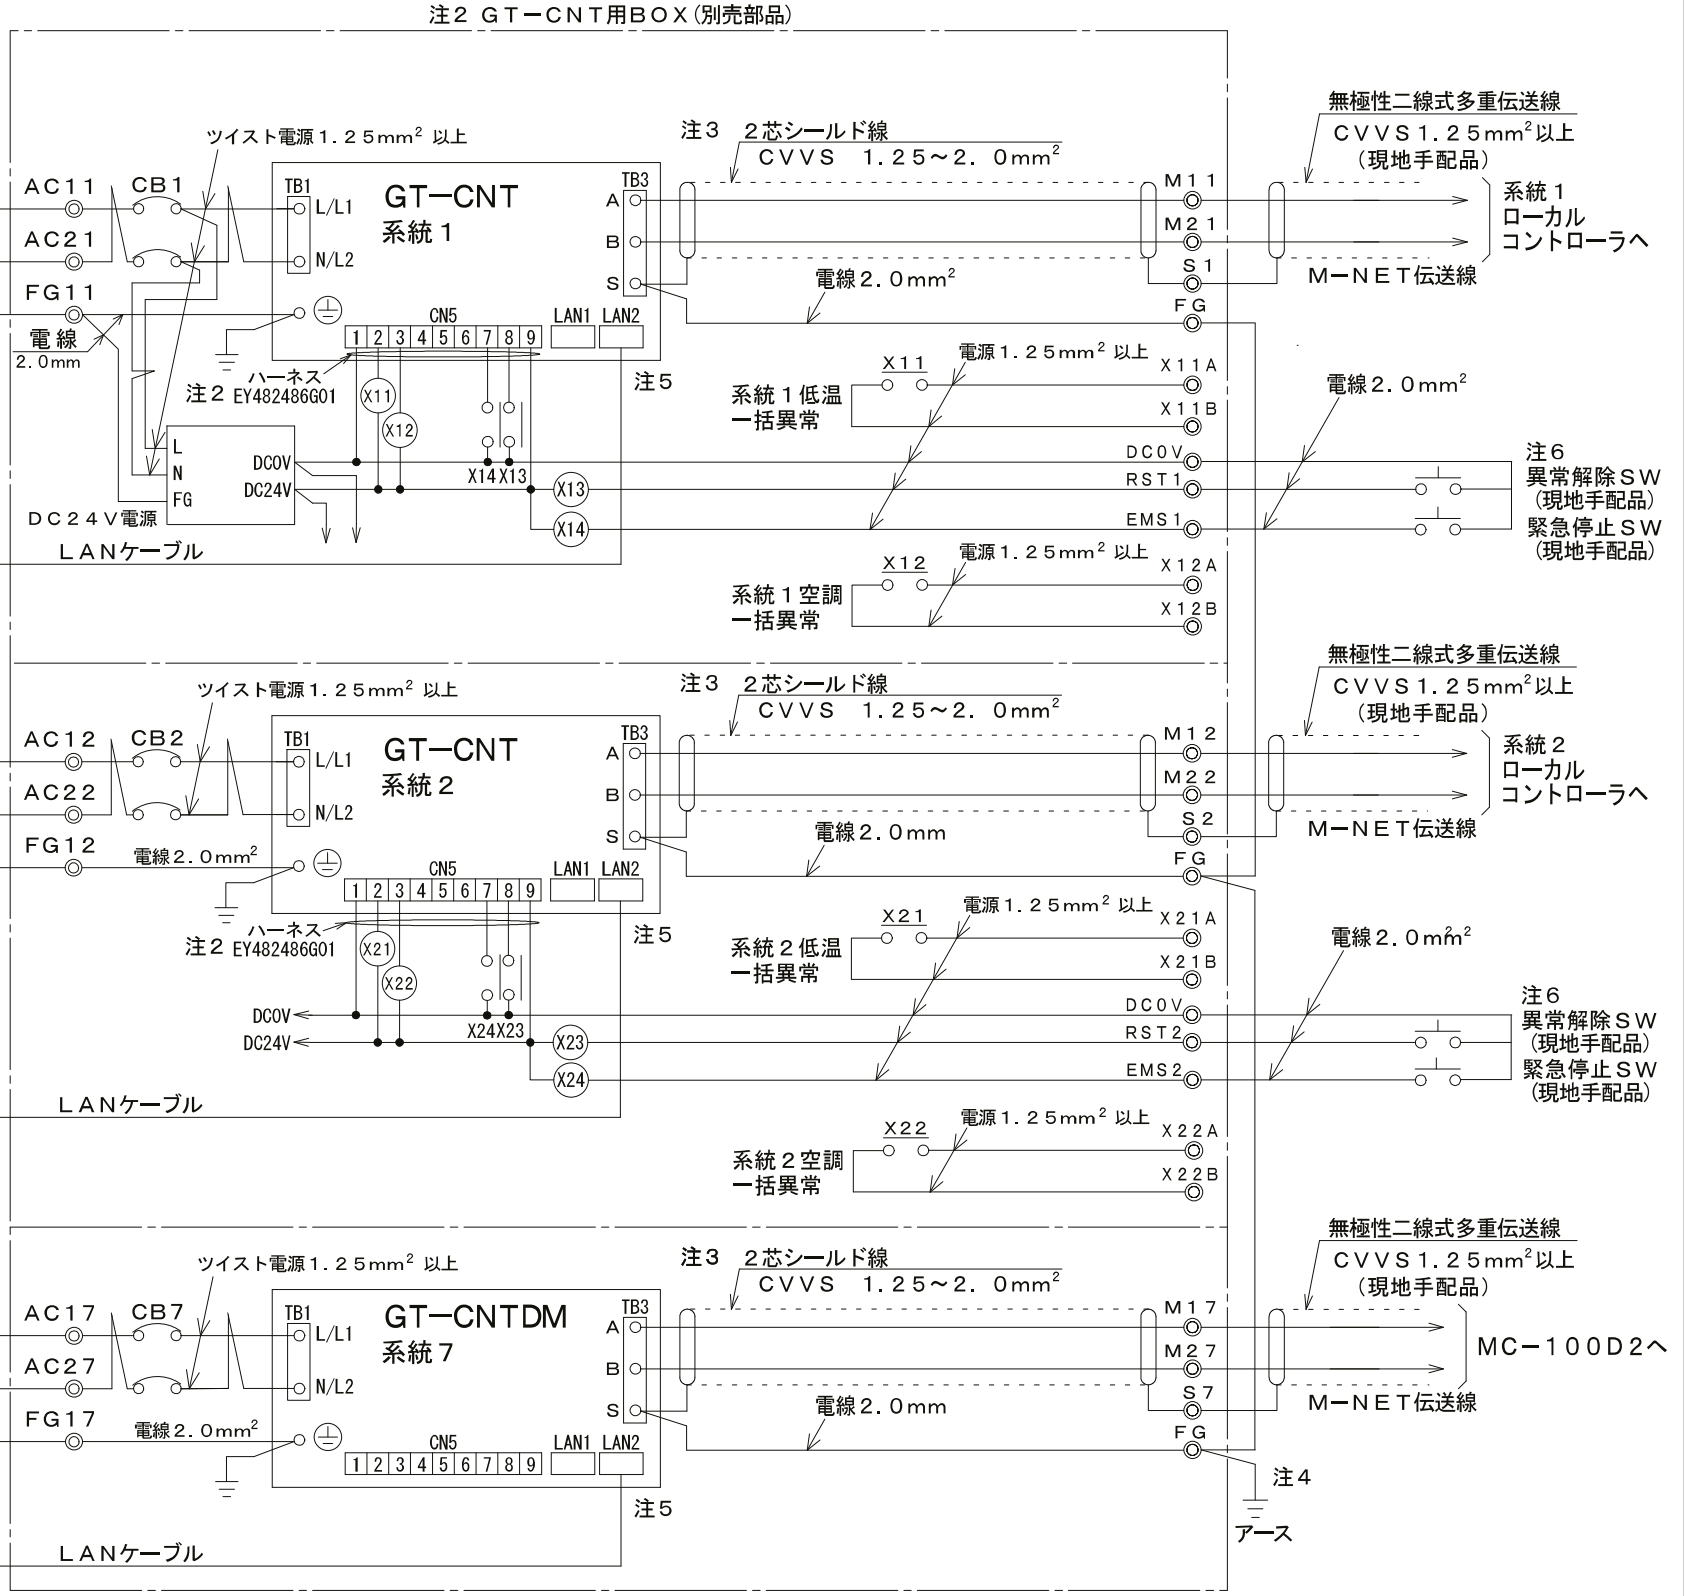 注2 GT－CNT用BOX(別売部品)
無極性二線式多重伝送線
CVVS1.25mm²以上
(現地手配品)
ツイスト電源1.25mm² 以上
注3 2芯シールド線
CVVS 1.25～2.0mm²
AC11
CB1
TB1
L/L1
GT－CNT
系統1
TB3
A
M11
系統1
ローカル
コントローラへ
AC21
N/L2
B
M21
S
S1
M－NET伝送線
FG11
電線2.0mm²
FG
電線
2.0mm
CN5
LAN1
LAN2
1 2 3 4 5 6 7 8 9
注2 ハーネス
EY482486G01
X11
X12
注5
系統1低温
一括異常
X11
電源1.25mm² 以上
X11A
X11B
電線2.0mm²
L
N
FG
DC0V
DC24V
DC24V電源
X14 X13
X13
X14
DC0V
RST1
EMS1
注6
異常解除SW
(現地手配品)
緊急停止SW
(現地手配品)
LANケーブル
系統1空調
一括異常
X12
電源1.25mm² 以上
X12A
X12B
無極性二線式多重伝送線
CVVS1.25mm²以上
(現地手配品)
ツイスト電源1.25mm² 以上
注3 2芯シールド線
CVVS 1.25～2.0mm²
AC12
CB2
TB1
L/L1
GT－CNT
系統2
TB3
A
M12
系統2
ローカル
コントローラへ
AC22
N/L2
B
M22
S
S2
M－NET伝送線
FG12
電線2.0mm²
電線2.0mm
FG
CN5
LAN1
LAN2
1 2 3 4 5 6 7 8 9
注2 ハーネス
EY482486G01
X21
X22
注5
系統2低温
一括異常
X21
電源1.25mm² 以上
X21A
X21B
電線2.0mm²
DC0V
DC24V
X24 X23
X23
X24
DC0V
RST2
EMS2
注6
異常解除SW
(現地手配品)
緊急停止SW
(現地手配品)
LANケーブル
系統2空調
一括異常
X22
電源1.25mm² 以上
X22A
X22B
無極性二線式多重伝送線
CVVS1.25mm²以上
(現地手配品)
ツイスト電源1.25mm² 以上
注3 2芯シールド線
CVVS 1.25～2.0mm²
AC17
CB7
TB1
L/L1
GT－CNTDM
系統7
TB3
A
M17
MC－100D2へ
AC27
N/L2
B
M27
S
S7
M－NET伝送線
FG17
電線2.0mm²
電線2.0mm
FG
CN5
LAN1
LAN2
1 2 3 4 5 6 7 8 9
注5
注4
アース
LANケーブル